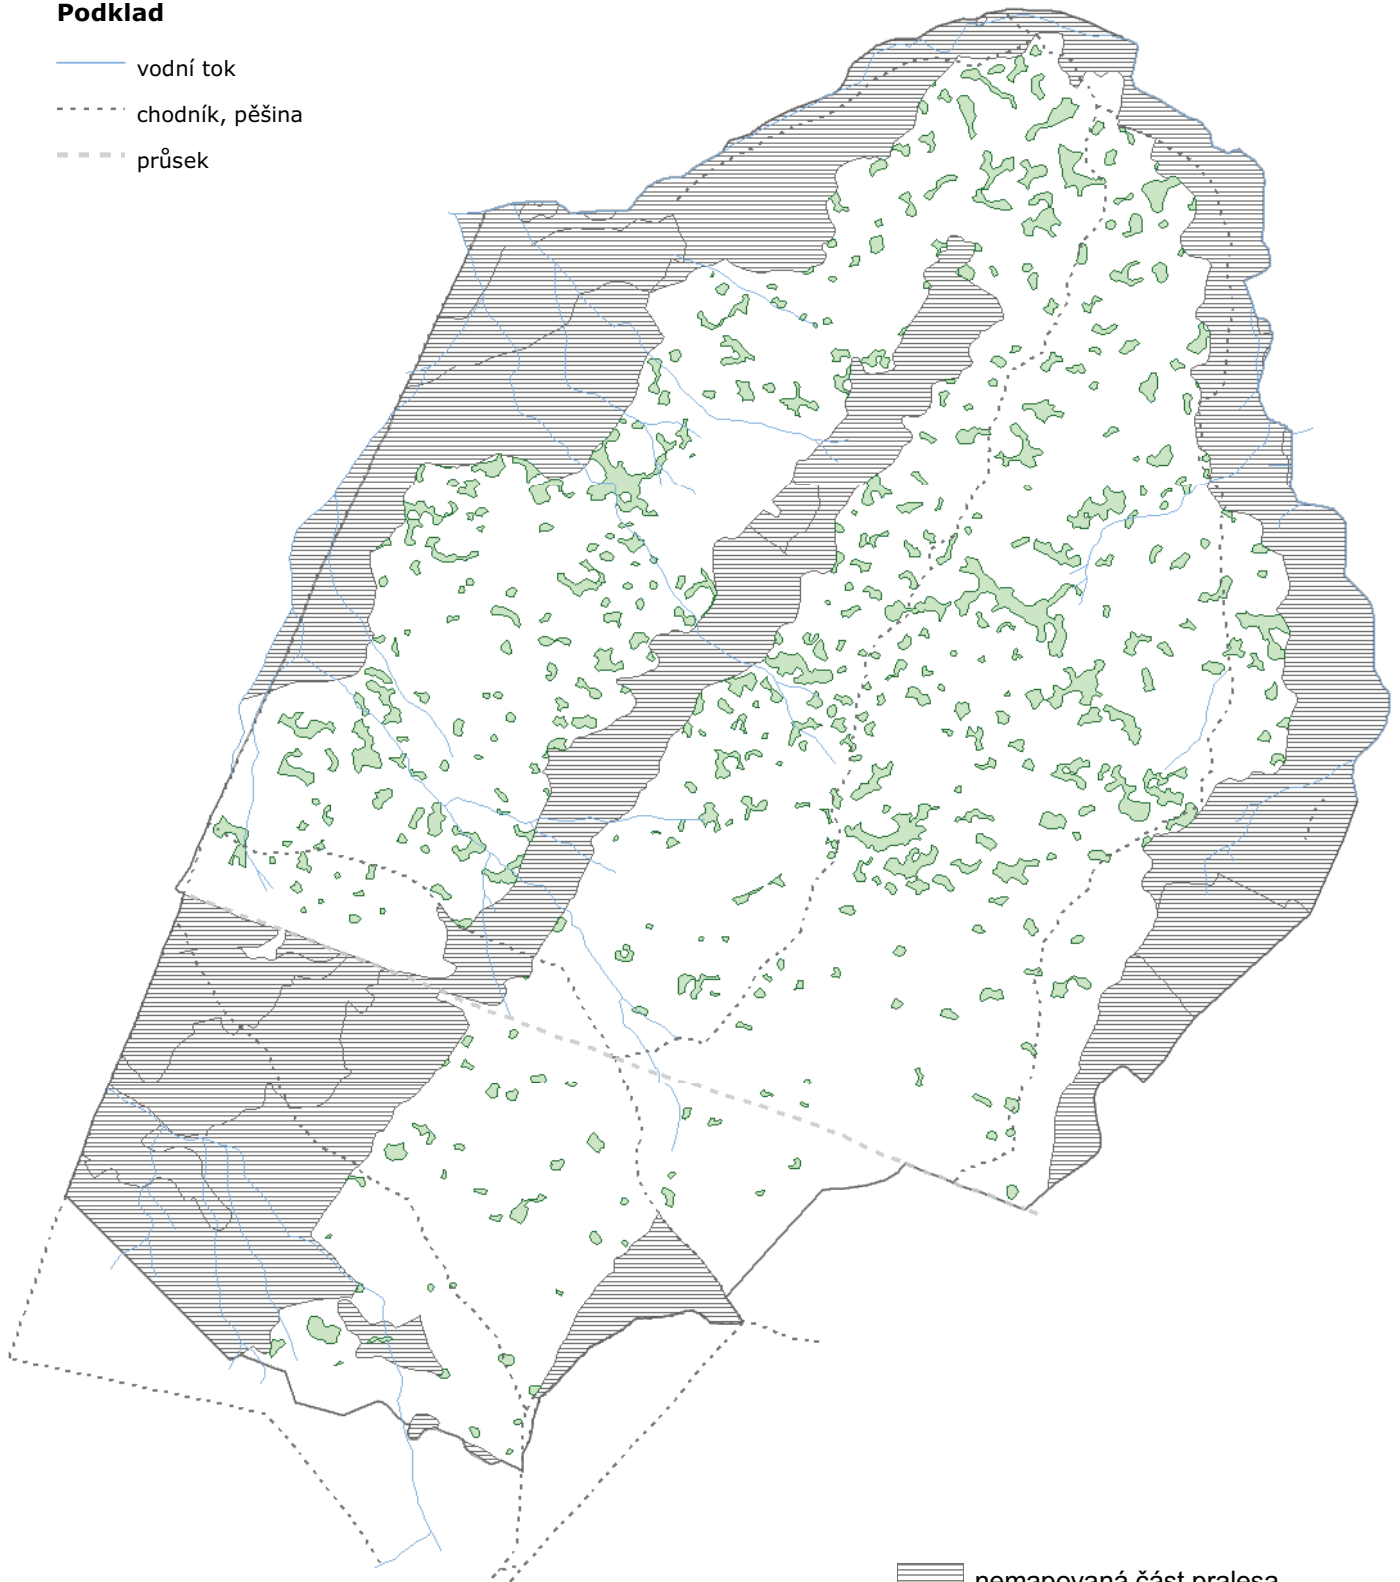 Podklad
vodní tok
chodník, pěšina
průsek
nemapovaná část pralesa